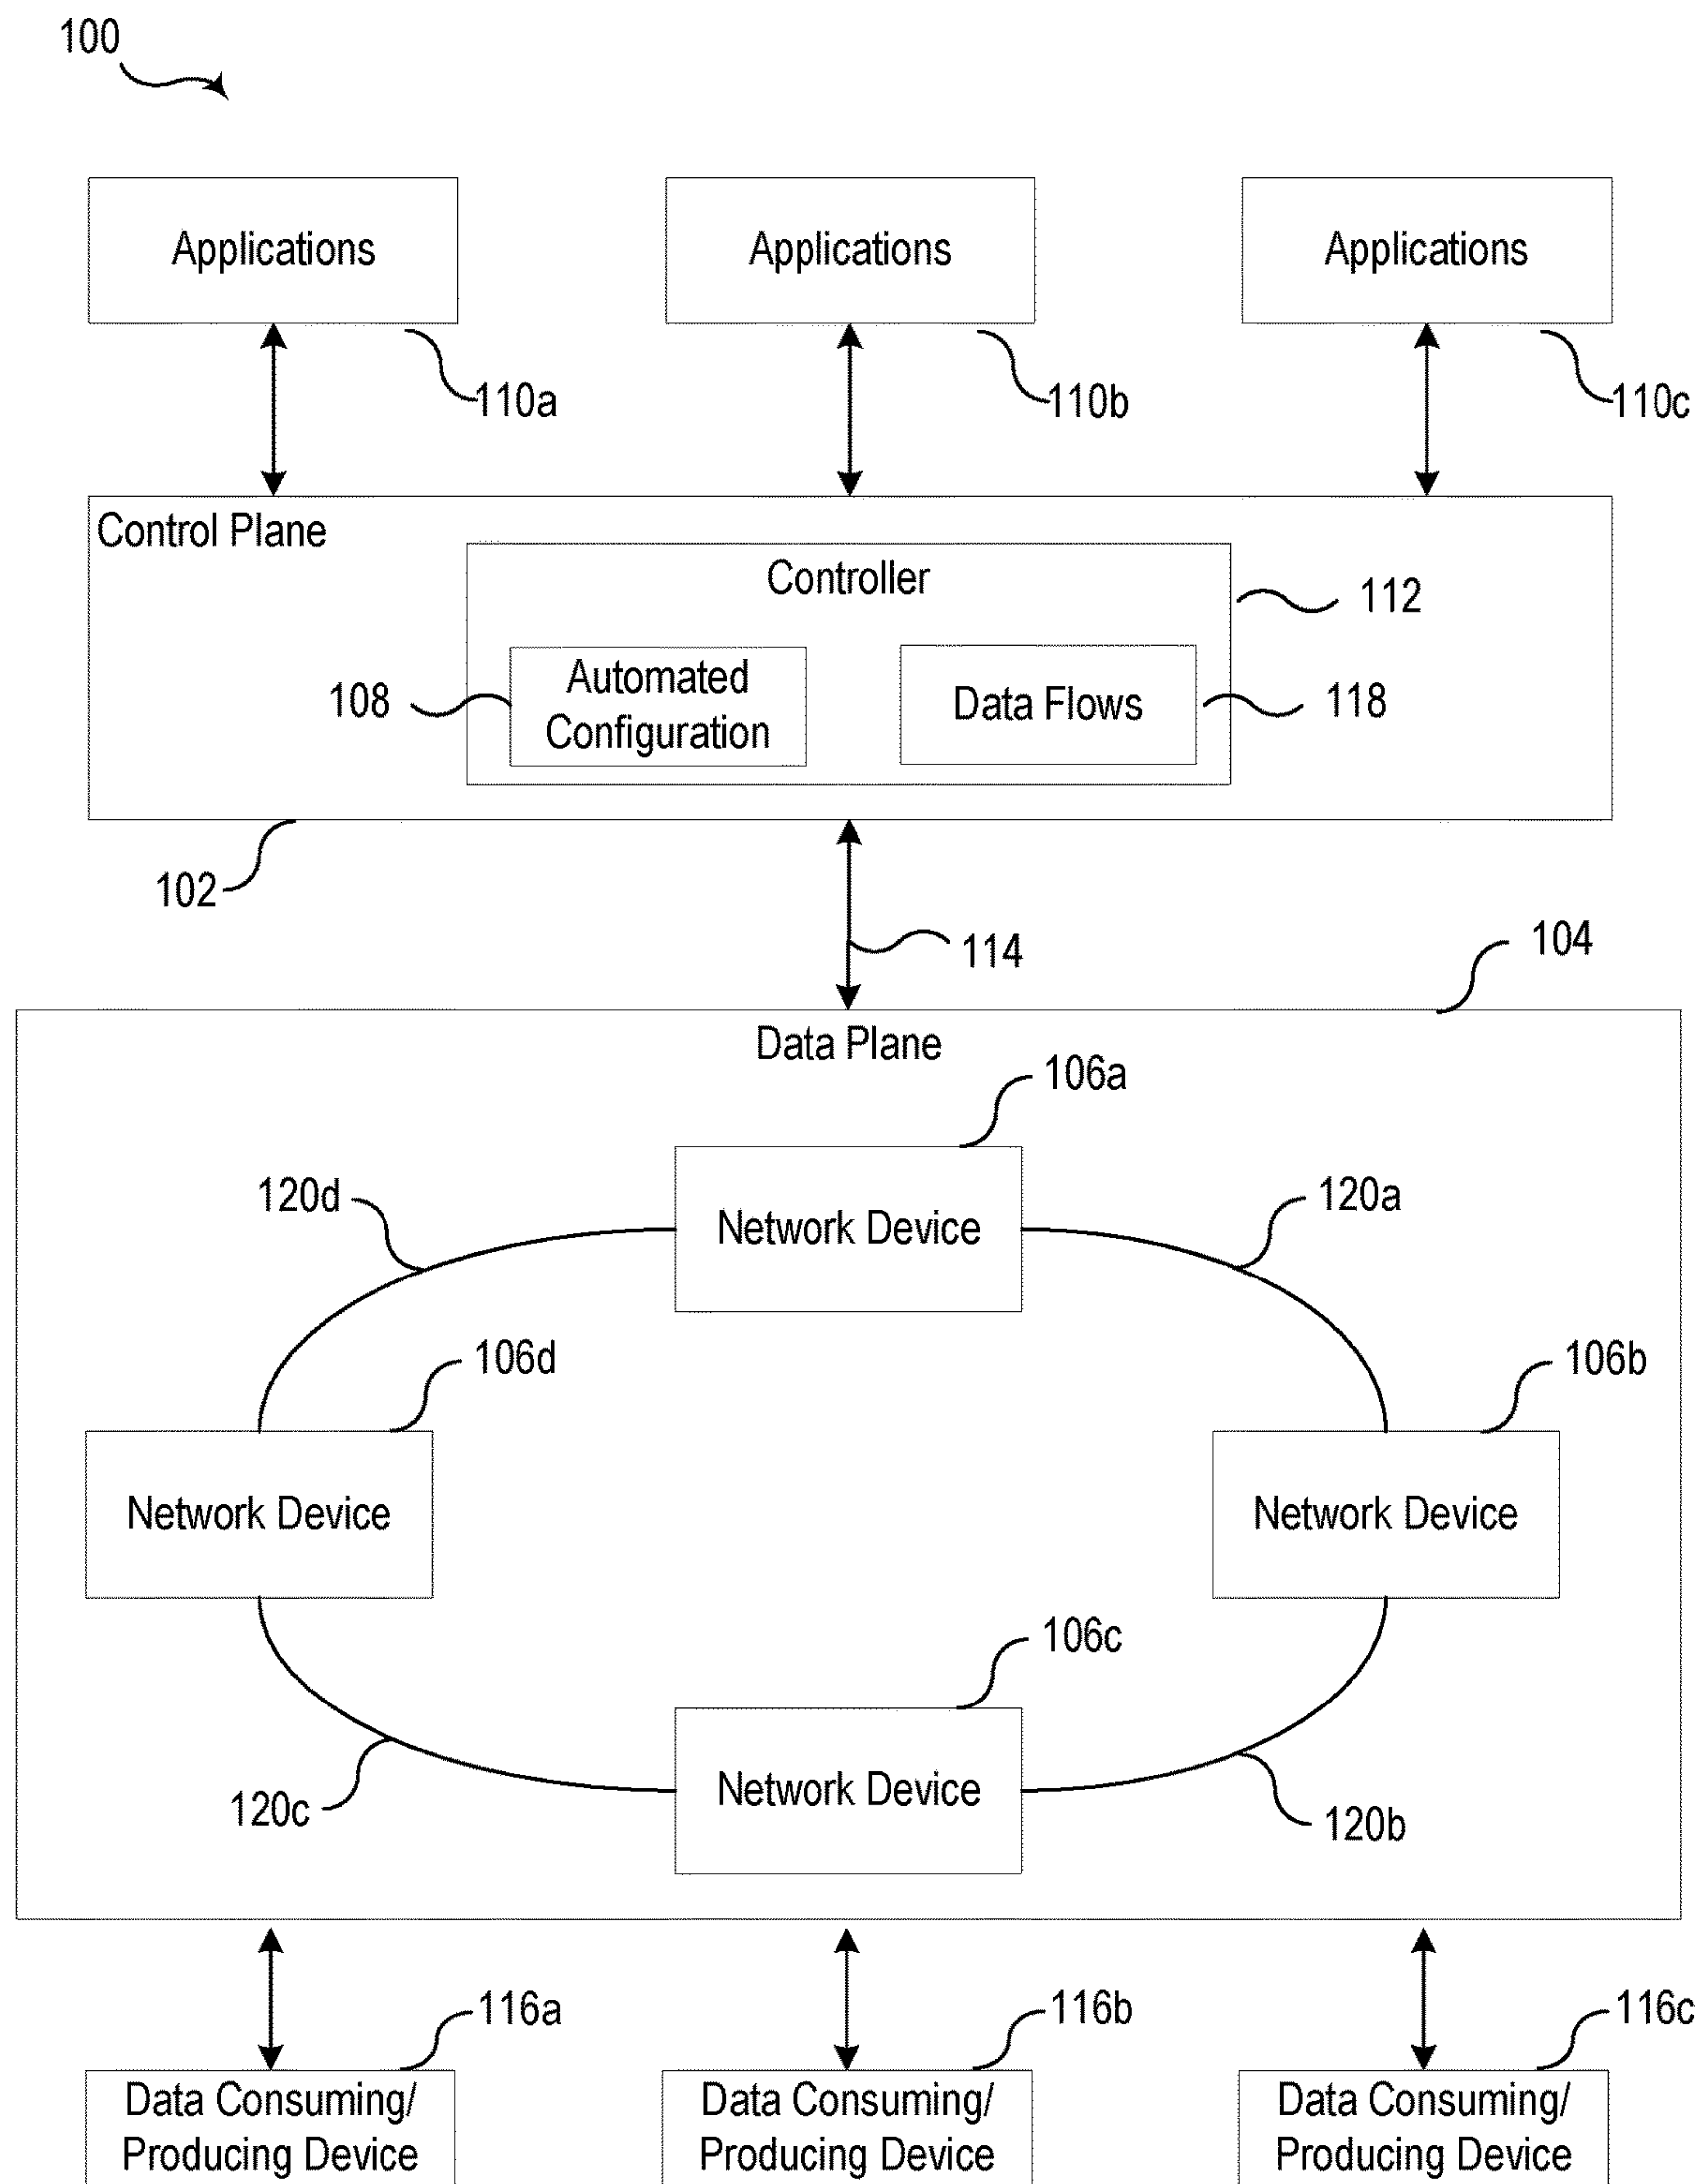 100
Applications
Applications
Applications
110a
110b
110c
Control Plane
Controller
112
108
Automated
Configuration
Data Flows
118
102
114
104
Data Plane
106a
120d
120a
Network Device
106d
106b
Network Device
Network Device
106c
Network Device
120c
120b
116a
116b
116c
Data Consuming/
Producing Device
Data Consuming/
Producing Device
Data Consuming/
Producing Device